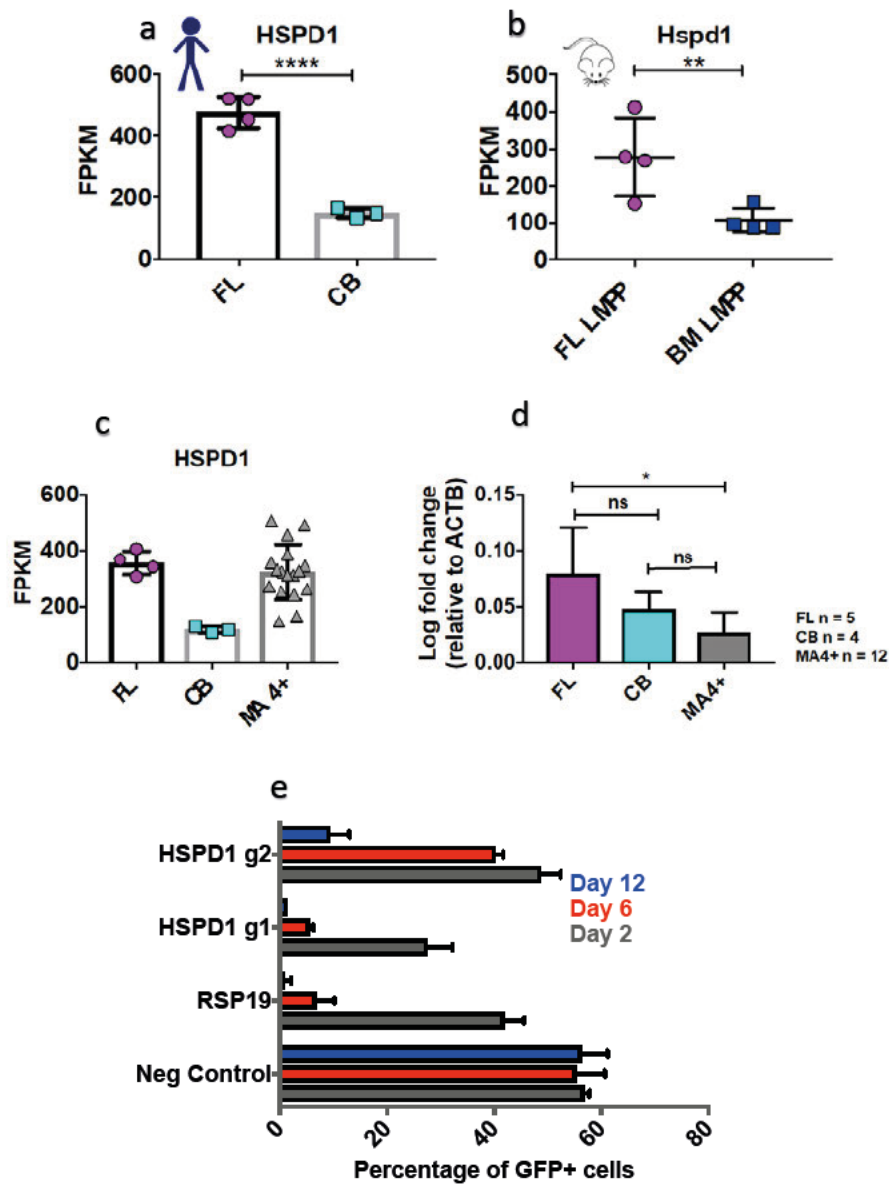 a
HSPD1
****
600
400
200
0
FPKM
FL
CB
b
Hspd1
**
500
400
300
200
100
0
FPKM
FL LMPP
BM LMPP
c
HSPD1
600
400
200
0
FPKM
FL
CB
MA4+
d
*
ns
ns
0.15
0.10
0.05
0.00
Log fold change
(relative to ACTB)
FL
CB
MA4+
FL n = 5
CB n = 4
MA4+ n = 12
e
HSPD1 g2
HSPD1 g1
RSP19
Neg Control
Day 12
Day 6
Day 2
0
20
40
60
80
Percentage of GFP+ cells